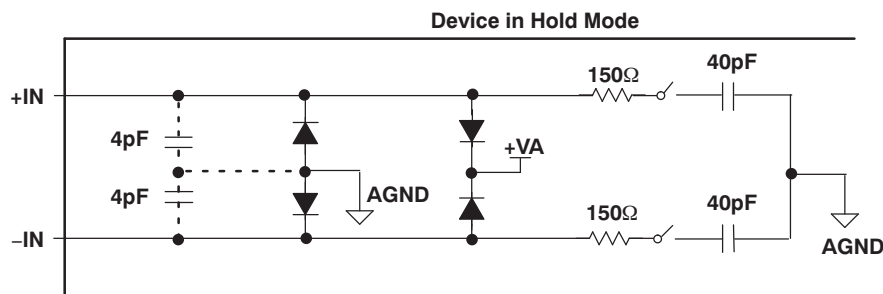 Device in Hold Mode
150Ω
40pF
+IN
4pF
+VA
AGND
4pF
150Ω
40pF
−IN
AGND